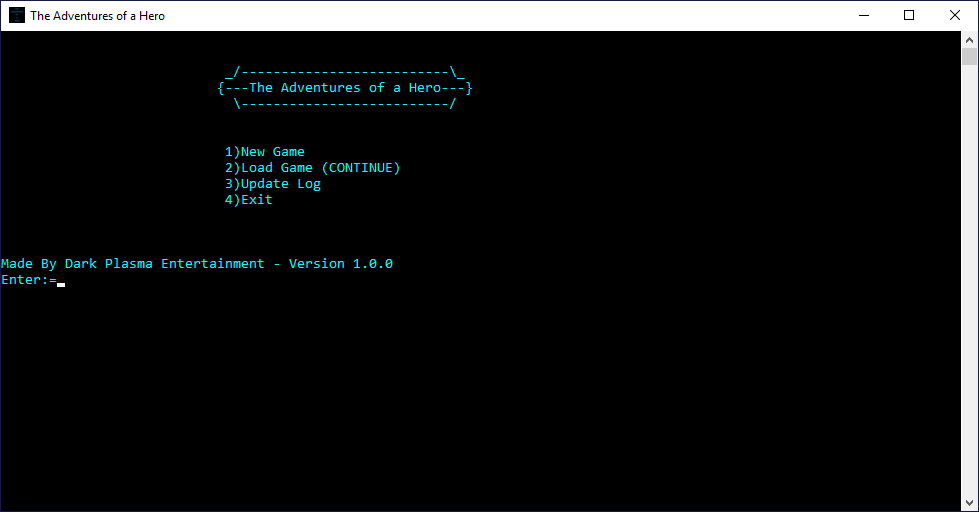 The Adventures of a Hero
_/--------------------------\_
{---The Adventures of a Hero---}
\--------------------------/
1)New Game
2)Load Game (CONTINUE)
3)Update Log
4)Exit
Made By Dark Plasma Entertainment - Version 1.0.0
Enter:=